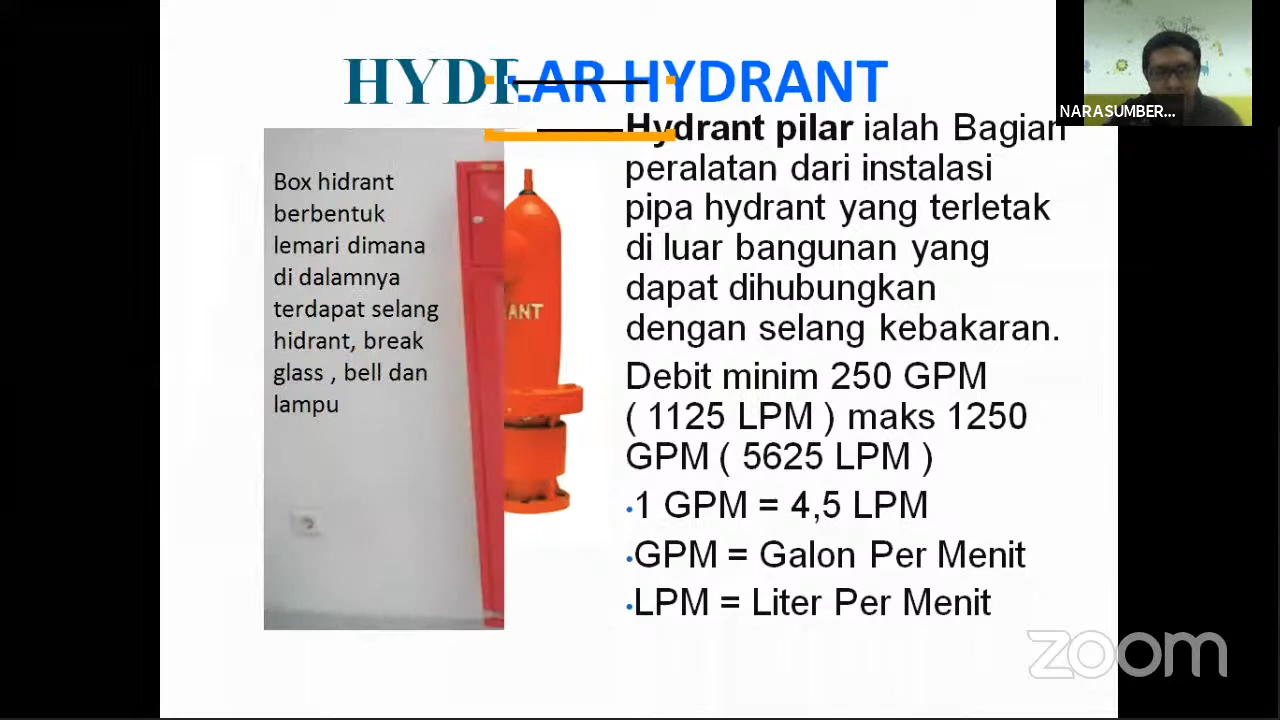 HYD
LAR HYDRANT
NARASUMBER...
Box hidrant
berbentuk
lemari dimana
di dalamnya
terdapat selang
hidrant, break
glass , bell dan
lampu
ANT
Hydrant pilar ialah Bagian
peralatan dari instalasi
pipa hydrant yang terletak
di luar bangunan yang
dapat dihubungkan
dengan selang kebakaran.
Debit minim 250 GPM
( 1125 LPM ) maks 1250
GPM ( 5625 LPM )
•1 GPM = 4,5 LPM
•GPM = Galon Per Menit
•LPM = Liter Per Menit
zoom